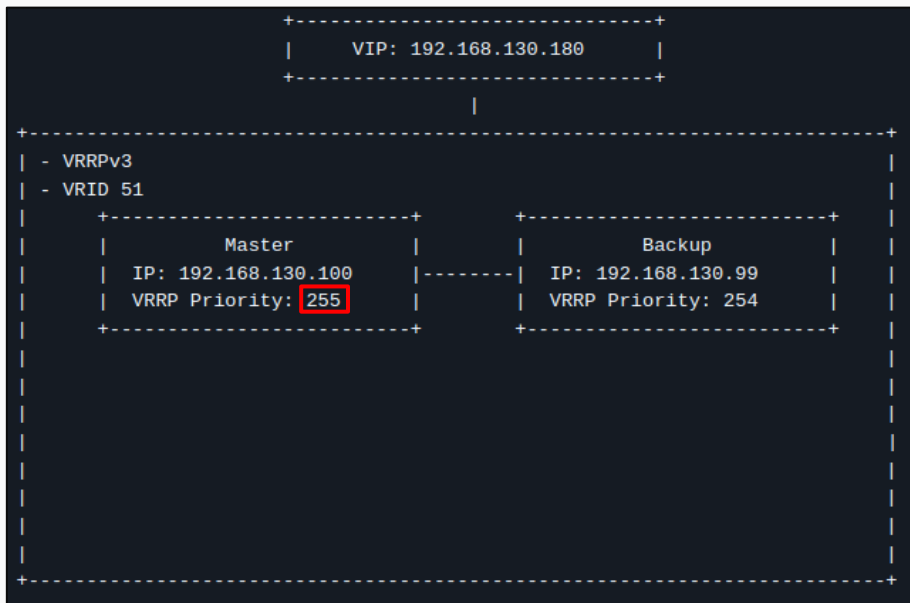 VIP: 192.168.130.180
- VRRPv3
- VRID 51
Master
IP: 192.168.130.100
VRRP Priority: 255
Backup
IP: 192.168.130.99
VRRP Priority: 254